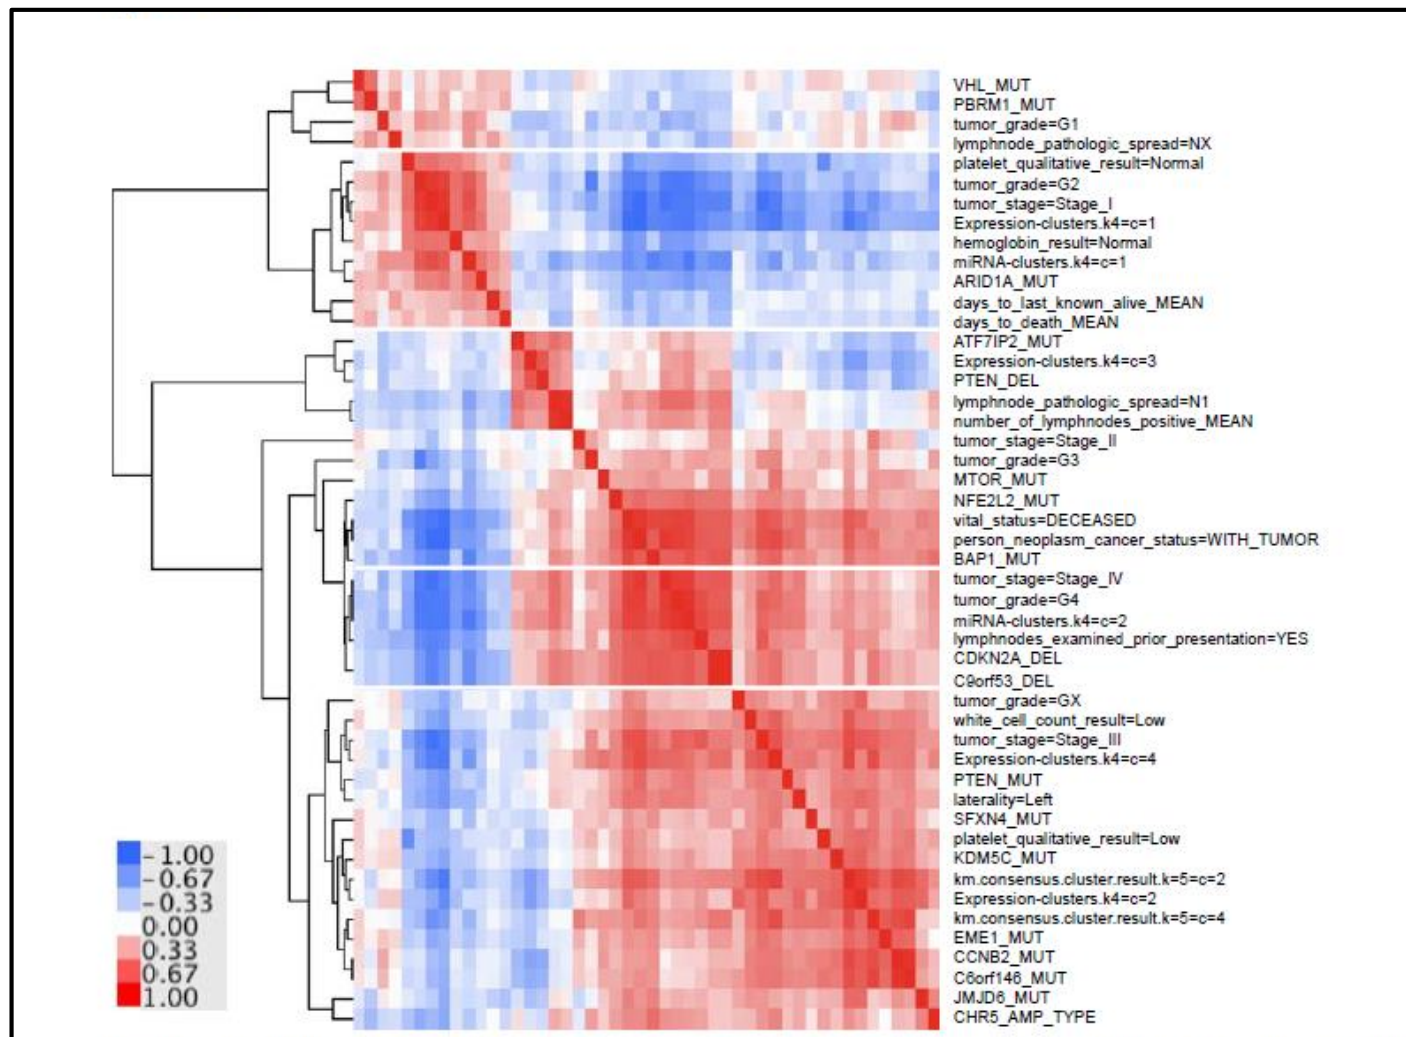 VHL_MUT
PBRM1_MUT
tumor_grade=G1
lymphnode_pathologic_spread=NX
platelet_qualitative_result=Normal
tumor_grade=G2
tumor_stage=Stage_I
Expression-clusters.k4=c=1
hemoglobin_result=Normal
miRNA-clusters.k4=c=1
ARID1A_MUT
days_to_last_known_alive_MEAN
days_to_death_MEAN
ATF7IP2_MUT
Expression-clusters.k4=c=3
PTEN_DEL
lymphnode_pathologic_spread=N1
number_of_lymphnodes_positive_MEAN
tumor_stage=Stage_II
tumor_grade=G3
MTOR_MUT
NFE2L2_MUT
vital_status=DECEASED
person_neoplasm_cancer_status=WITH_TUMOR
BAP1_MUT
tumor_stage=Stage_IV
tumor_grade=G4
miRNA-clusters.k4=c=2
lymphnodes_examined_prior_presentation=YES
CDKN2A_DEL
C9orf53_DEL
tumor_grade=GX
white_cell_count_result=Low
tumor_stage=Stage_III
Expression-clusters.k4=c=4
PTEN_MUT
laterality=Left
SFXN4_MUT
platelet_qualitative_result=Low
KDM5C_MUT
km.consensus.cluster.result.k=5=c=2
Expression-clusters.k4=c=2
km.consensus.cluster.result.k=5=c=4
EME1_MUT
CCNB2_MUT
C6orf146_MUT
JMJD6_MUT
CHR5_AMP_TYPE
-1.00
-0.67
-0.33
0.00
0.33
0.67
1.00